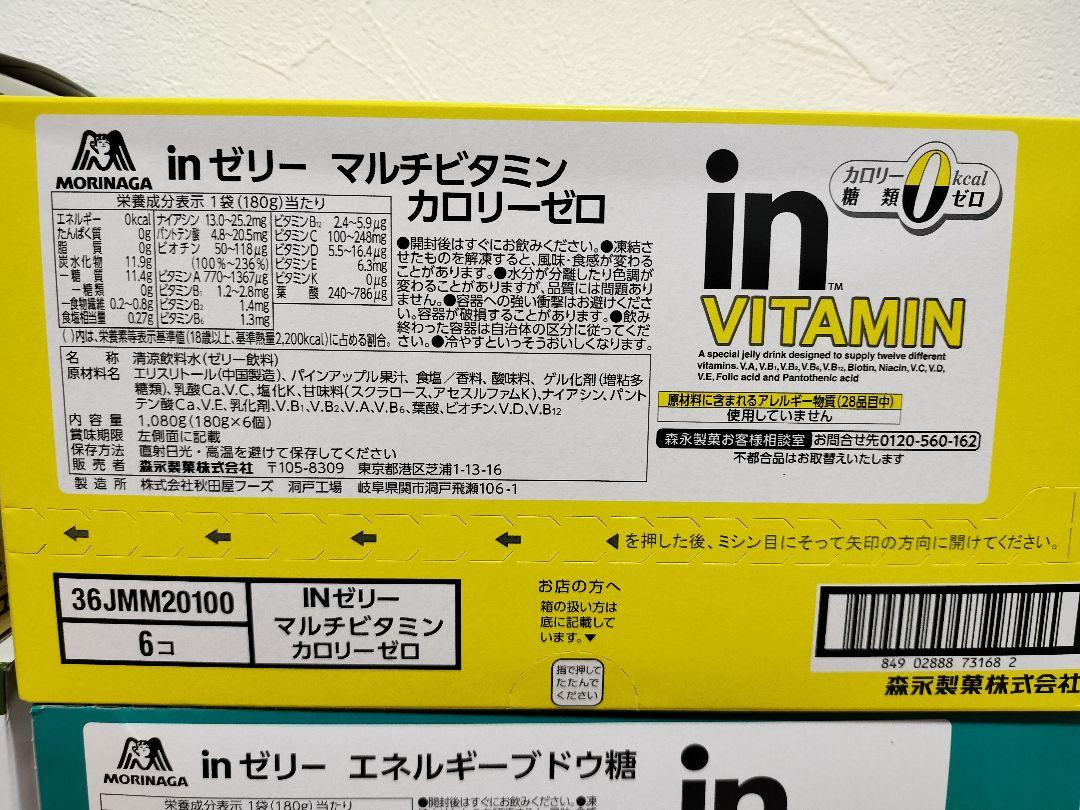 MORINAGA
inゼリー マルチビタミン
カロリーゼロ
栄養成分表示 1袋(180g)当たり
エネルギー 0kcal
たんぱく質 0g
脂質 0g
炭水化物 11.9g
－糖質 11.4g
－糖類 0g
－食物繊維 0.2～0.8g
食塩相当量 0.27g
ナイアシン 13.0～25.2mg
パントテン酸 4.8～20.5mg
ビオチン 50～118μg
(100%～236%)
ビタミンA 770～1367μg
ビタミンB₁ 1.2～2.8mg
ビタミンB₂ 1.4mg
ビタミンB₆ 1.3mg
ビタミンB₁₂ 2.4～5.9μg
ビタミンC 100～248mg
ビタミンD 5.5～16.4μg
ビタミンE 6.3mg
ビタミンK 0μg
葉酸 240～786μg
( )内は、栄養素等表示基準値(18歳以上、基準熱量2,200kcal)に占める割合。
●開封後はすぐにお飲みください。●凍結さ
せたものを解凍すると、風味・食感が変わる
ことがあります。●水分が分離したり色調が
変わることがありますが、品質には問題あり
ません。●容器への強い衝撃はお避けくださ
い。容器が破損することがあります。●飲み
終わった容器は自治体の区分に従ってくだ
さい。●冷やすといっそうおいしくなります。
名称 清涼飲料水(ゼリー飲料)
原材料名 エリスリトール(中国製造)、パインアップル果汁、食塩／香料、酸味料、ゲル化剤(増粘多
糖類)、乳酸Ca、V.C、塩化K、甘味料(スクラロース、アセスルファムK)、ナイアシン、パント
テン酸Ca、V.E、乳化剤、V.B₁、V.B₂、V.A、V.B₆、葉酸、ビオチン、V.D、V.B₁₂
内容量 1,080g(180g×6個)
賞味期限 左側面に記載
保存方法 直射日光・高温を避けて保存してください
販売者 森永製菓株式会社 〒105-8309 東京都港区芝浦1-13-16
製造所 株式会社秋田屋フーズ 洞戸工場 岐阜県関市洞戸飛瀬106-1
カロリー 0kcal
糖類 ゼロ
in
TM
VITAMIN
A special jelly drink designed to supply twelve different
vitamins. V.A, V.B₁, V.B₂, V.B₆, V.B₁₂, Biotin, Niacin, V.C, V.D,
V.E, Folic acid and Pantothenic acid
原材料に含まれるアレルギー物質(28品目中)
使用していません
森永製菓お客様相談室 お問合せ先0120-560-162
不都合品はお取替えいたします
◀を押した後、ミシン目にそって矢印の方向に開けてください。
36JMM20100
6コ
INゼリー
マルチビタミン
カロリーゼロ
お店の方へ
箱の扱い方は
底に記載して
います。▼
指で押して
たたんで
ください
849 02888 73168 2
森永製菓株式会社
MORINAGA
inゼリー エネルギーブドウ糖
in
栄養成分表示 1袋(180g)当たり
●開封後はすぐにお飲みください。●凍